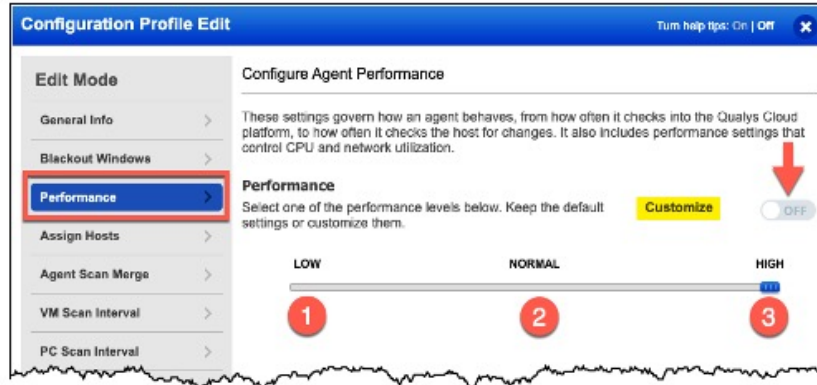 Configuration Profile Edit
Turn help tips: On | Off
Edit Mode
General Info
Blackout Windows
Performance
Assign Hosts
Agent Scan Merge
VM Scan Interval
PC Scan Interval
Configure Agent Performance
These settings govern how an agent behaves, from how often it checks into the Qualys Cloud
platform, to how often it checks the host for changes. It also includes performance settings that
control CPU and network utilization.
Performance
Select one of the performance levels below. Keep the default
settings or customize them.
Customize
OFF
LOW NORMAL HIGH
1 2 3